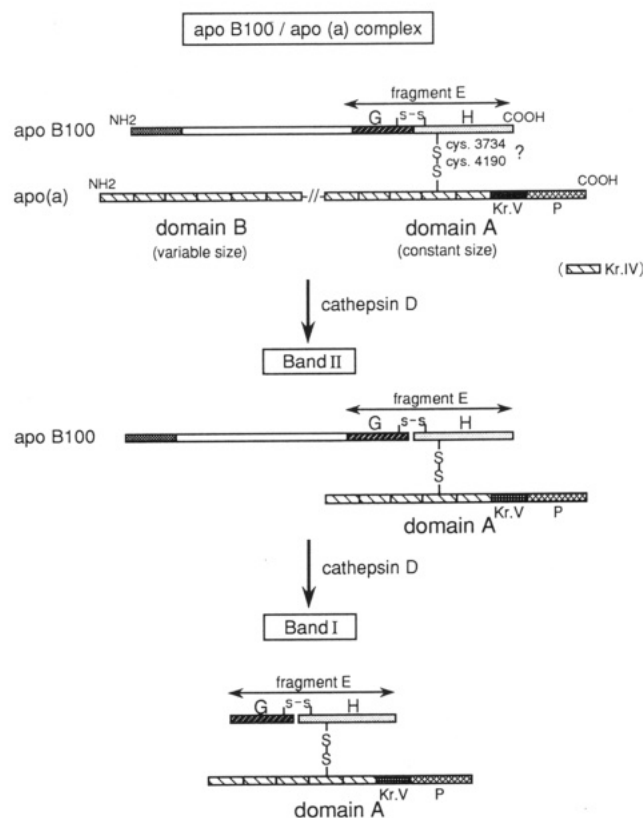 apo B100 / apo (a) complex
fragment E
NH2 G s-s H COOH
apo B100
S cys. 3734
S cys. 4190 ?
NH2 COOH
apo(a) -//-
Kr.V P
domain B domain A
(variable size) (constant size)
( Kr.IV)
cathepsin D
Band II
fragment E
G s-s H
apo B100
S
S
Kr.V P
domain A
cathepsin D
Band I
fragment E
G s-s H
S
S
Kr.V P
domain A